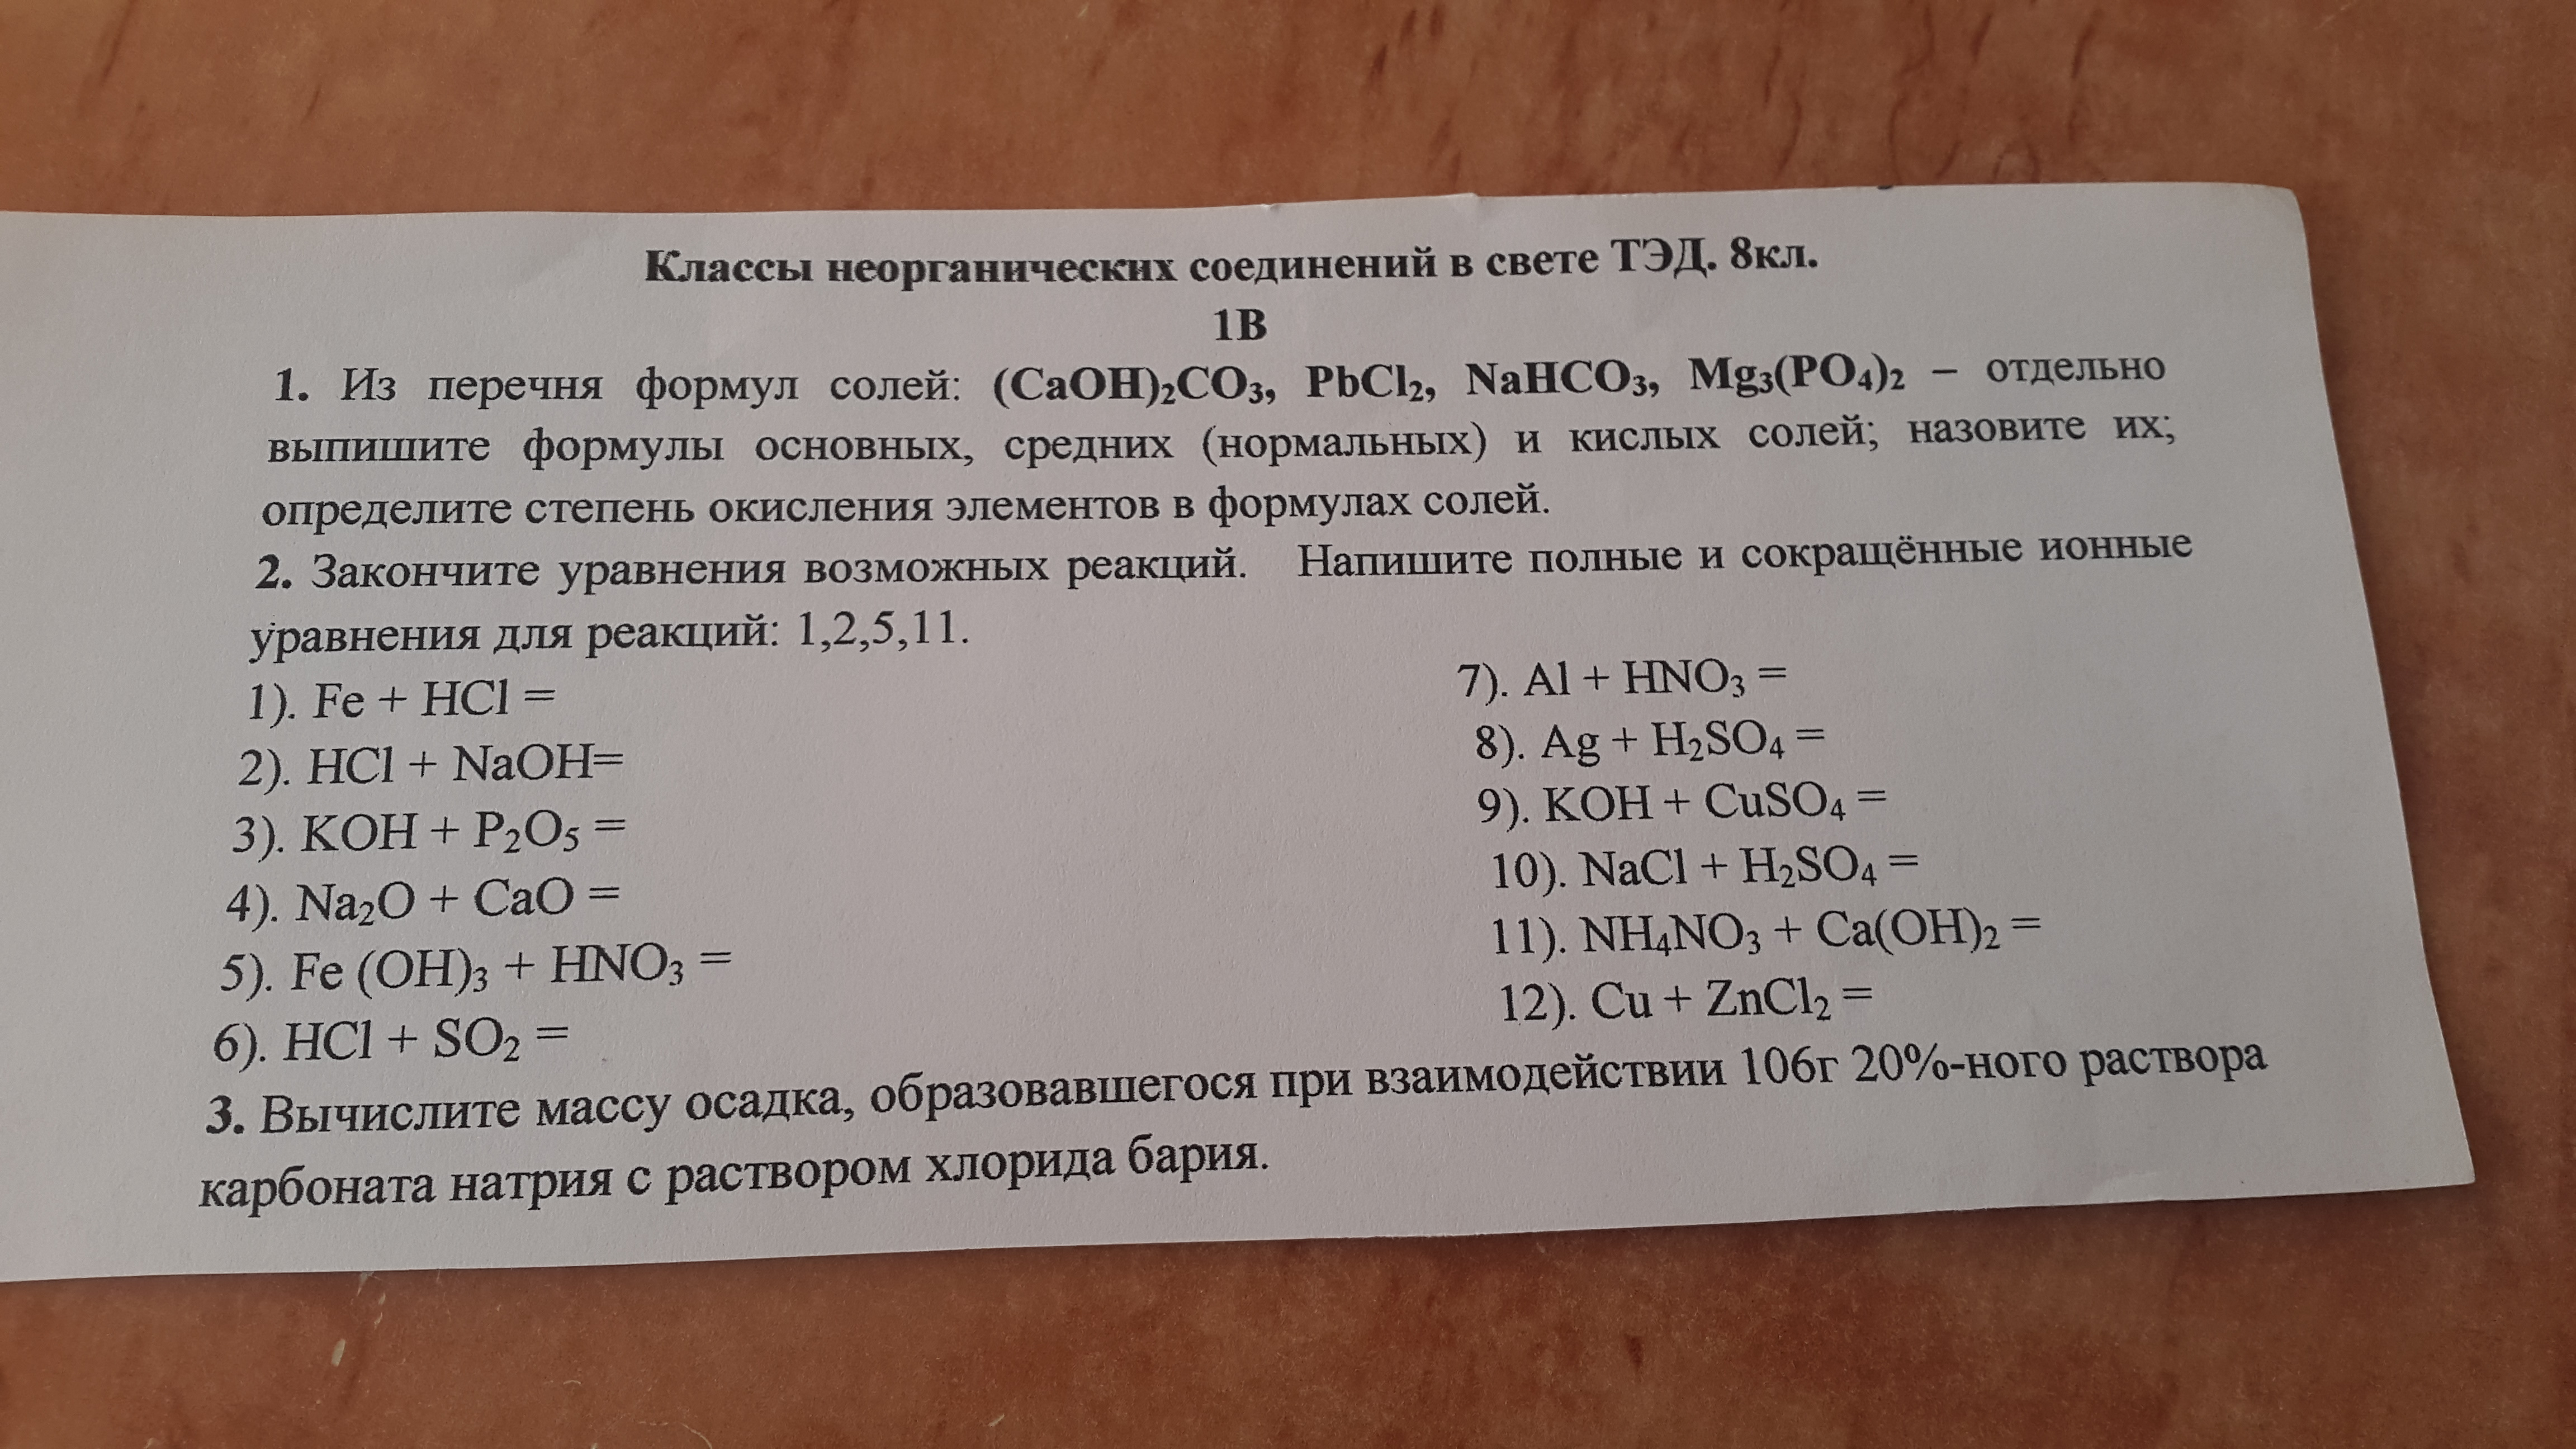 Классы неорганических соединений в свете ТЭД. 8кл.
1В
1. Из перечня формул солей: (CaOH)₂CO₃, PbCl₂, NaHCO₃, Mg₃(PO₄)₂ – отдельно
выпишите формулы основных, средних (нормальных) и кислых солей; назовите их;
определите степень окисления элементов в формулах солей.
2. Закончите уравнения возможных реакций. Напишите полные и сокращённые ионные
уравнения для реакций: 1,2,5,11.
1). Fe + HCl =
2). HCl + NaOH=
3). KOH + P₂O₅ =
4). Na₂O + CaO =
5). Fe (OH)₃ + HNO₃ =
6). HCl + SO₂ =
7). Al + HNO₃ =
8). Ag + H₂SO₄ =
9). KOH + CuSO₄ =
10). NaCl + H₂SO₄ =
11). NH₄NO₃ + Ca(OH)₂ =
12). Cu + ZnCl₂ =
3. Вычислите массу осадка, образовавшегося при взаимодействии 106г 20%-ного раствора
карбоната натрия с раствором хлорида бария.